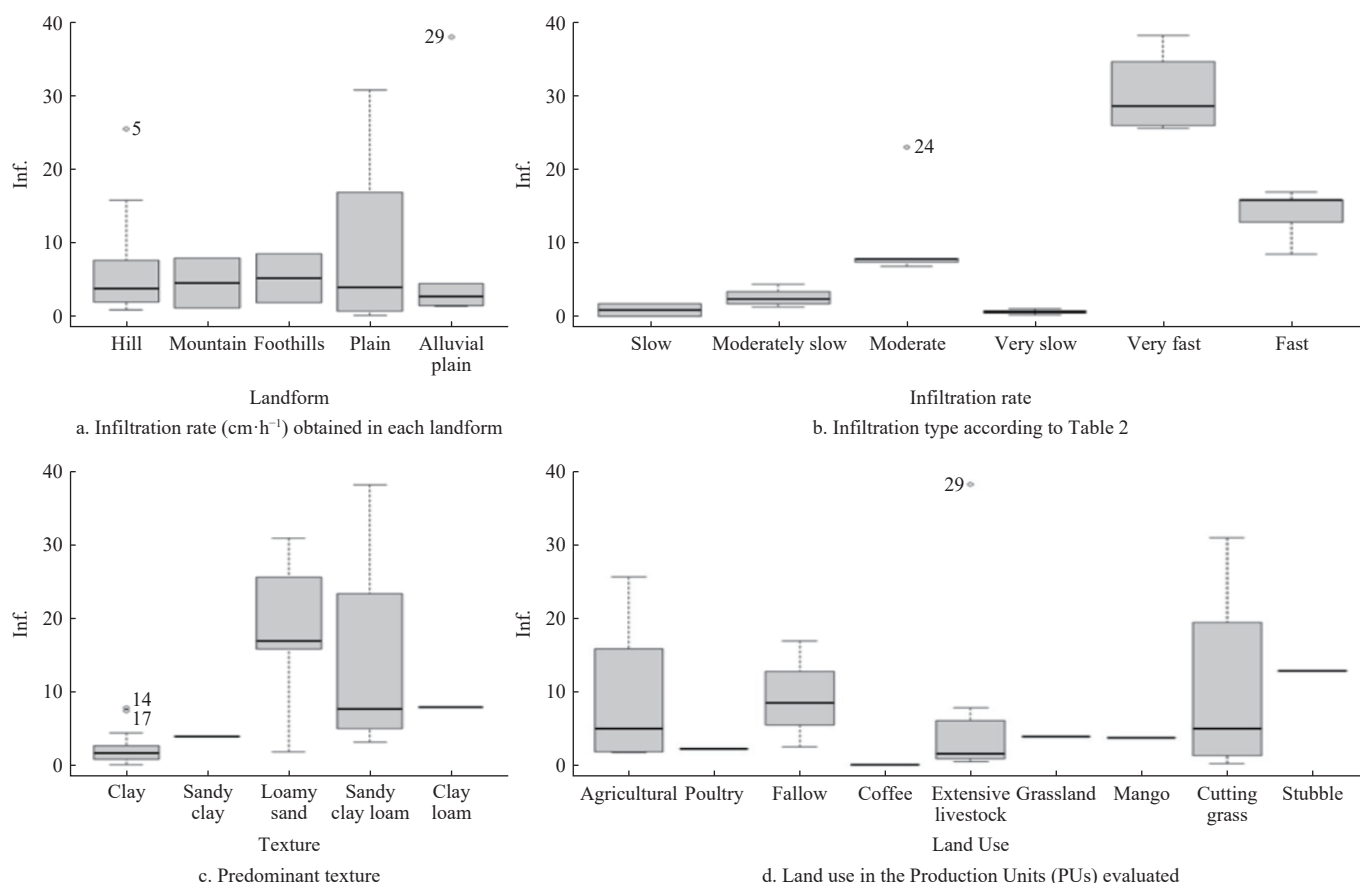 40
30
20
10
0
Inf.
5
29
Hill Mountain Foothills Plain Alluvial
plain
Landform
a. Infiltration rate (cm·h⁻¹) obtained in each landform
40
30
20
10
0
Inf.
24
Slow Moderately slow Moderate Very slow Very fast Fast
Infiltration rate
b. Infiltration type according to Table 2
40
30
20
10
0
Inf.
14
17
Clay Sandy Loamy Sandy Clay
clay sand clay loam loam
Texture
c. Predominant texture
40
30
20
10
0
Inf.
29
Agricultural Poultry Fallow Coffee Extensive Grassland Mango Cutting Stubble
livestock grass
Land Use
d. Land use in the Production Units (PUs) evaluated